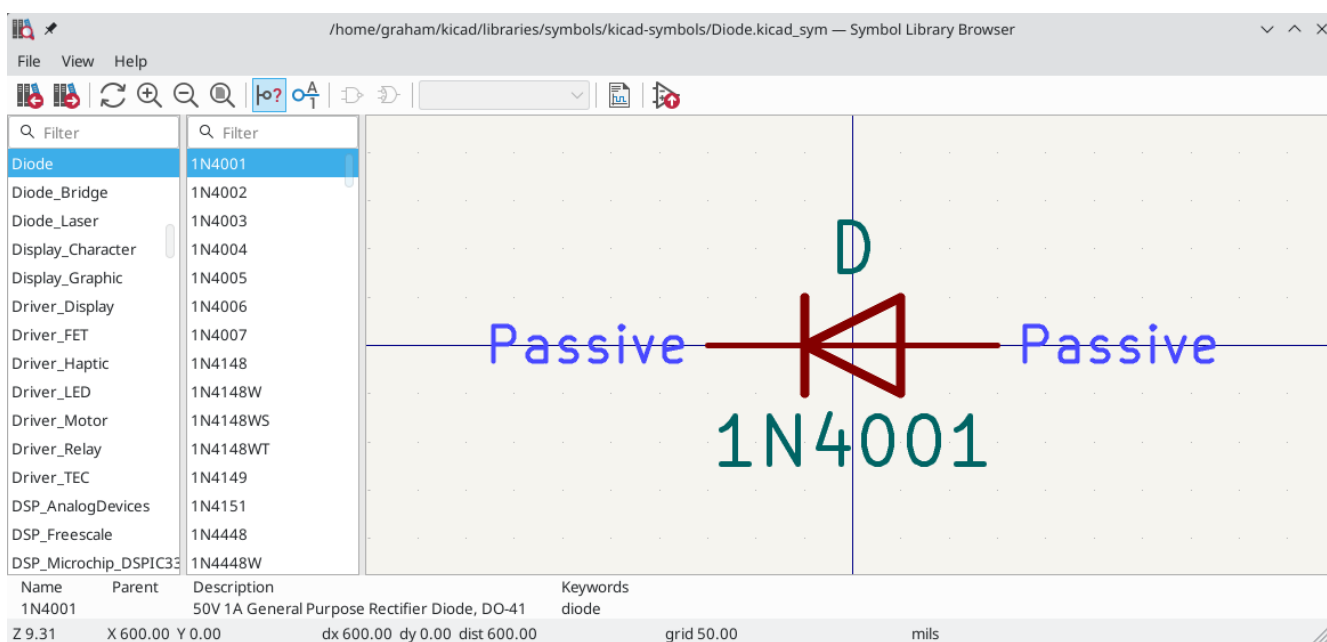 /home/graham/kicad/libraries/symbols/kicad-symbols/Diode.kicad_sym — Symbol Library Browser
File View Help
Filter
Diode
Diode_Bridge
Diode_Laser
Display_Character
Display_Graphic
Driver_Display
Driver_FET
Driver_Haptic
Driver_LED
Driver_Motor
Driver_Relay
Driver_TEC
DSP_AnalogDevices
DSP_Freescale
DSP_Microchip_DSPIC33
Filter
1N4001
1N4002
1N4003
1N4004
1N4005
1N4006
1N4007
1N4148
1N4148W
1N4148WS
1N4148WT
1N4149
1N4151
1N4448
1N4448W
D
Passive Passive
1N4001
Name Parent Description Keywords
1N4001 50V 1A General Purpose Rectifier Diode, DO-41 diode
Z 9.31 X 600.00 Y 0.00 dx 600.00 dy 0.00 dist 600.00 grid 50.00 mils